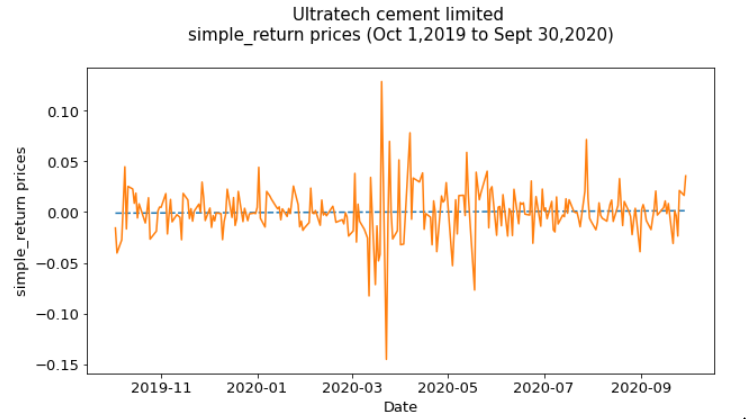 Ultratech cement limited
simple_return prices (Oct 1,2019 to Sept 30,2020)
simple_return prices
0.10
0.05
0.00
−0.05
−0.10
−0.15
2019-11 2020-01 2020-03 2020-05 2020-07 2020-09
Date